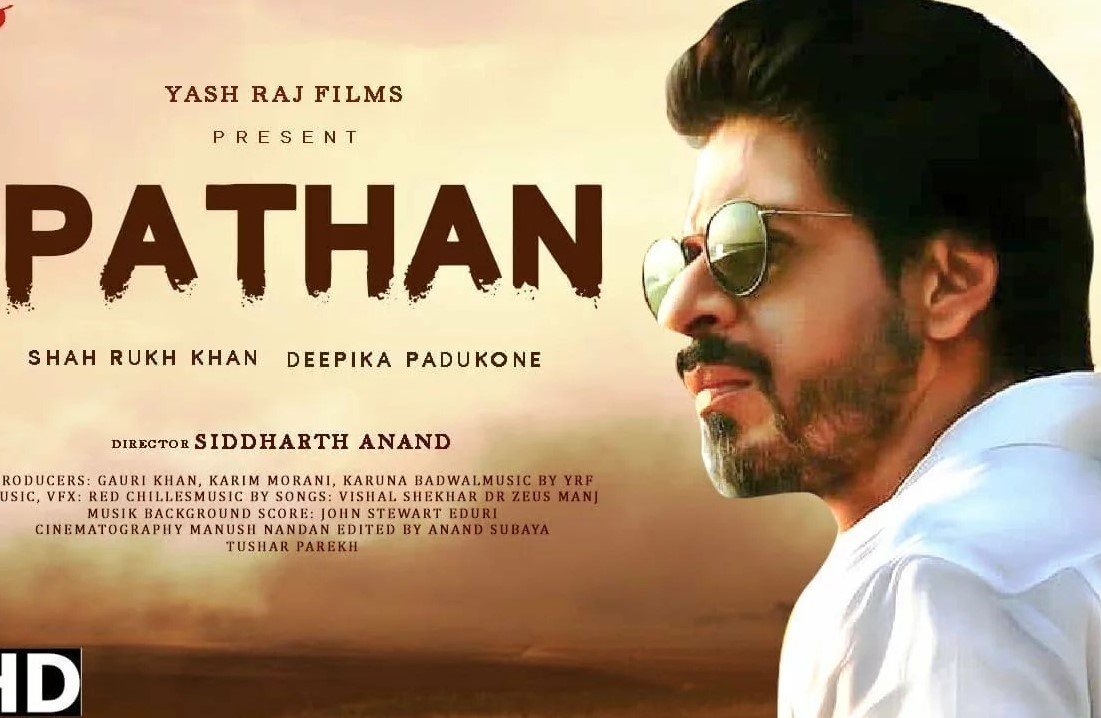 YASH RAJ FILMS
PRESENT
PATHAN
SHAH RUKH KHAN DEEPIKA PADUKONE
DIRECTOR SIDDHARTH ANAND
RODUCERS: GAURI KHAN, KARIM MORANI, KARUNA BADWALMUSIC BY YRF
USIC, VFX: RED CHILLESMUSIC BY SONGS: VISHAL SHEKHAR DR ZEUS MANJ
MUSIK BACKGROUND SCORE: JOHN STEWART EDURI
CINEMATOGRAPHY MANUSH NANDAN EDITED BY ANAND SUBAYA
TUSHAR PAREKH
HD